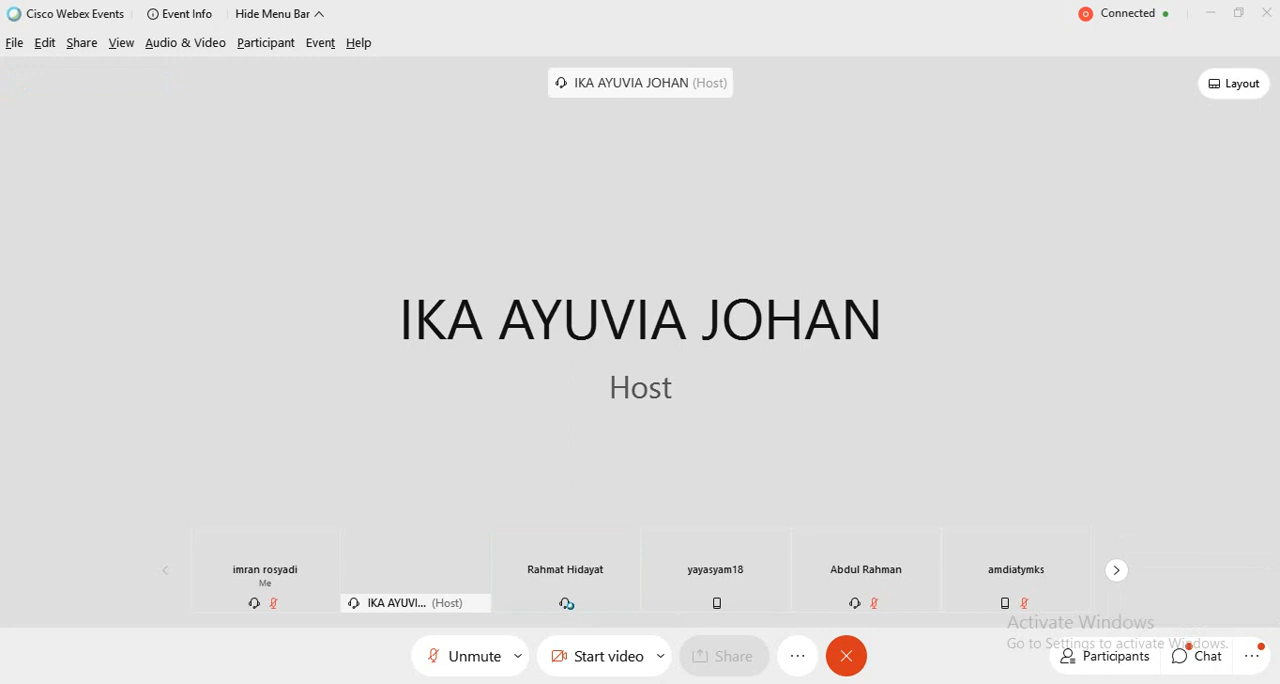 Cisco Webex Events
Event Info
Hide Menu Bar
Connected
File Edit Share View Audio & Video Participant Event Help
IKA AYUVIA JOHAN (Host)
Layout
IKA AYUVIA JOHAN
Host
imran rosyadi
Me
IKA AYUVI... (Host)
Rahmat Hidayat
yayasyam18
Abdul Rahman
amdiatymks
Activate Windows
Go to Settings to activate Windows.
Unmute
Start video
Share
Participants
Chat